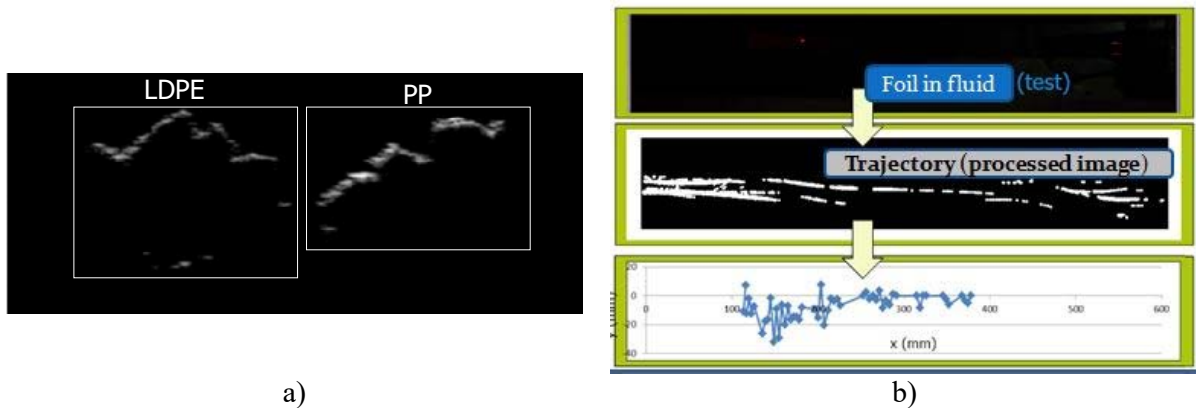 LDPE
PP
Foil in fluid (test)
Trajectory (processed image)
20
0
-20
-40
0 100 200 300 400 500 600
x (mm)
a)
b)